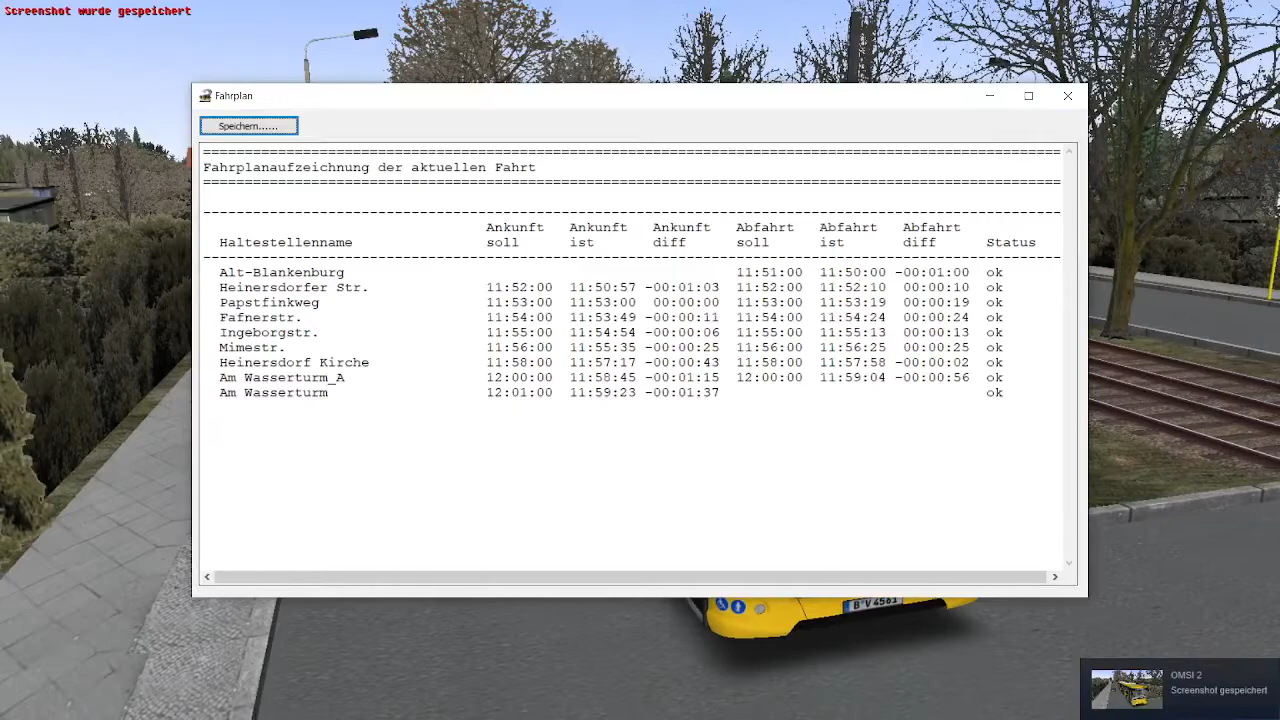 Screenshot wurde gespeichert
Fahrplan
Speichern......
Fahrplanaufzeichnung der aktuellen Fahrt
Ankunft Ankunft Ankunft Abfahrt Abfahrt Abfahrt
Haltestellenname soll ist diff soll ist diff Status
Alt-Blankenburg 11:51:00 11:50:00 -00:01:00 ok
Heinersdorfer Str. 11:52:00 11:50:57 -00:01:03 11:52:00 11:52:10 00:00:10 ok
Papstfinkweg 11:53:00 11:53:00 00:00:00 11:53:00 11:53:19 00:00:19 ok
Fafnerstr. 11:54:00 11:53:49 -00:00:11 11:54:00 11:54:24 00:00:24 ok
Ingeborgstr. 11:55:00 11:54:54 -00:00:06 11:55:00 11:55:13 00:00:13 ok
Mimestr. 11:56:00 11:55:35 -00:00:25 11:56:00 11:56:25 00:00:25 ok
Heinersdorf Kirche 11:58:00 11:57:17 -00:00:43 11:58:00 11:57:58 -00:00:02 ok
Am Wasserturm_A 12:00:00 11:58:45 -00:01:15 12:00:00 11:59:04 -00:00:56 ok
Am Wasserturm 12:01:00 11:59:23 -00:01:37 ok
B V 4561
OMSI 2
Screenshot gespeichert